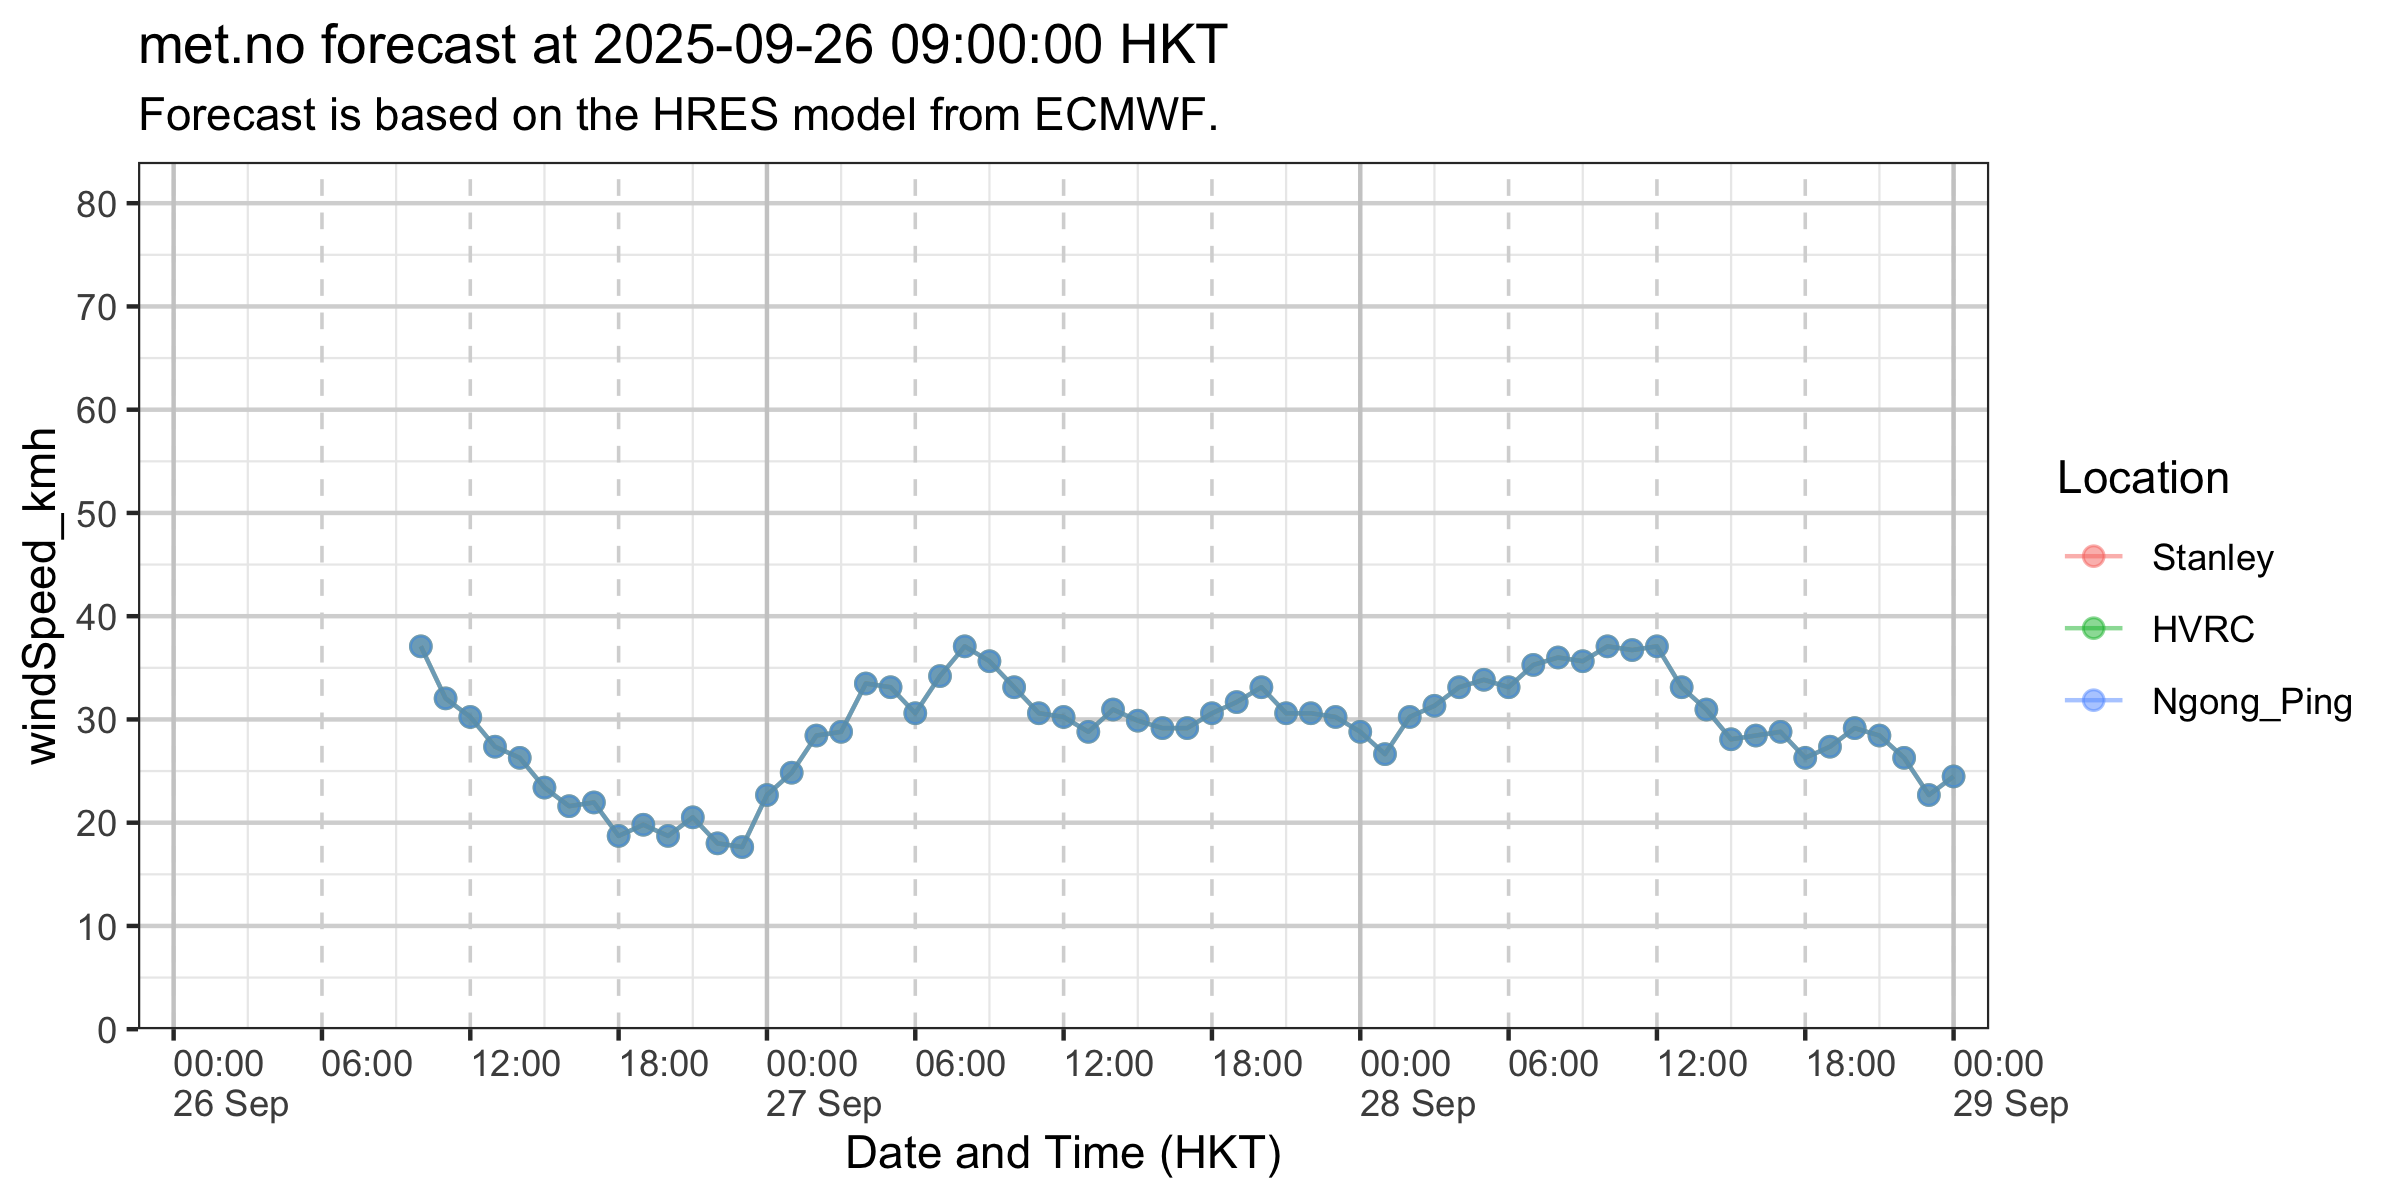 met.no forecast at 2025-09-26 09:00:00 HKT
Forecast is based on the HRES model from ECMWF.
windSpeed_kmh
80
70
60
50
40
30
20
10
0
00:00 06:00 12:00 18:00 00:00 06:00 12:00 18:00 00:00 06:00 12:00 18:00 00:00
26 Sep 27 Sep 28 Sep 29 Sep
Date and Time (HKT)
Location
Stanley
HVRC
Ngong_Ping